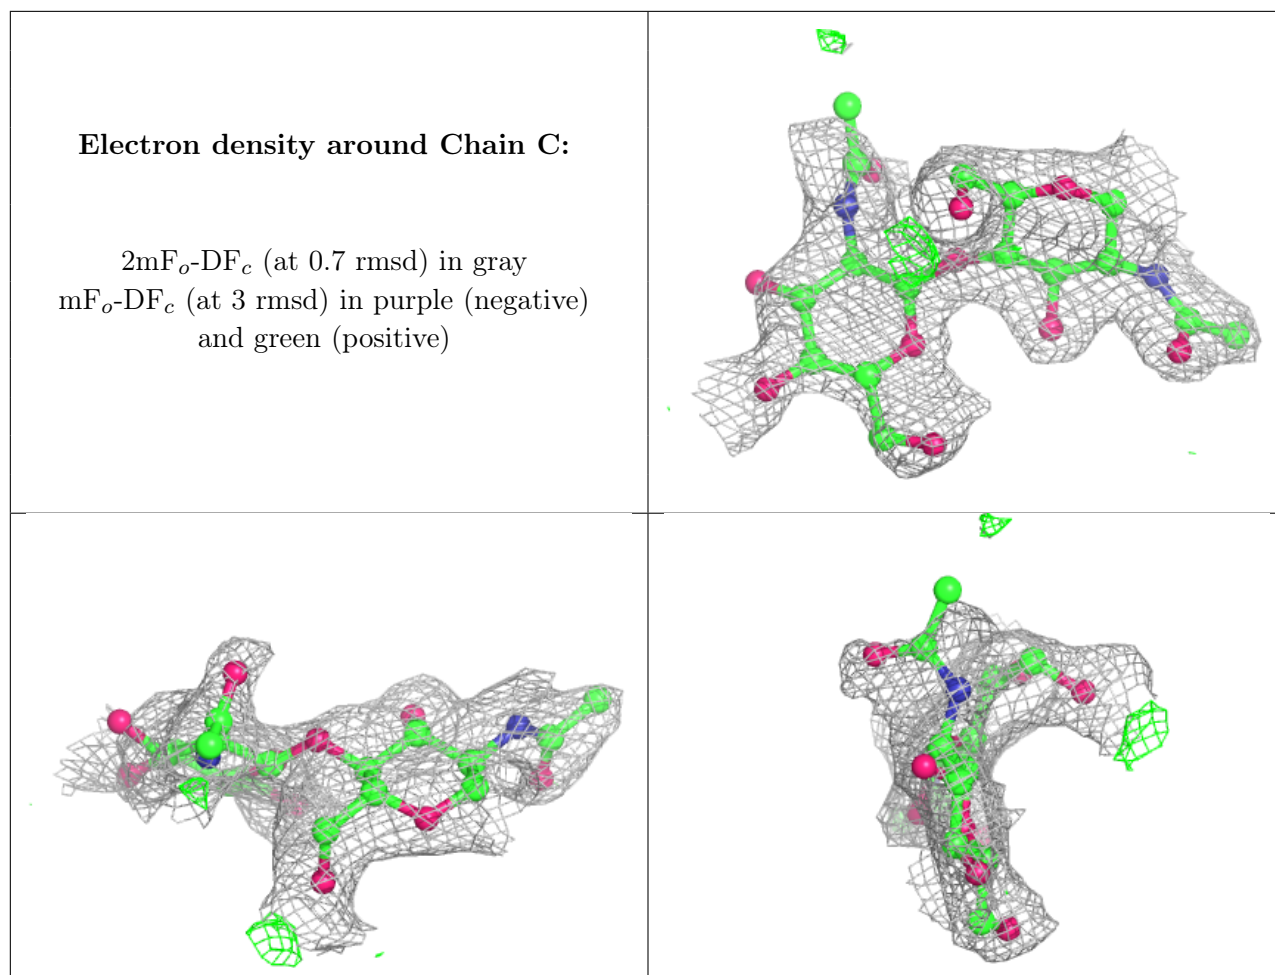 Electron density around Chain C:
2mFo-DFc (at 0.7 rmsd) in gray
mFo-DFc (at 3 rmsd) in purple (negative)
and green (positive)